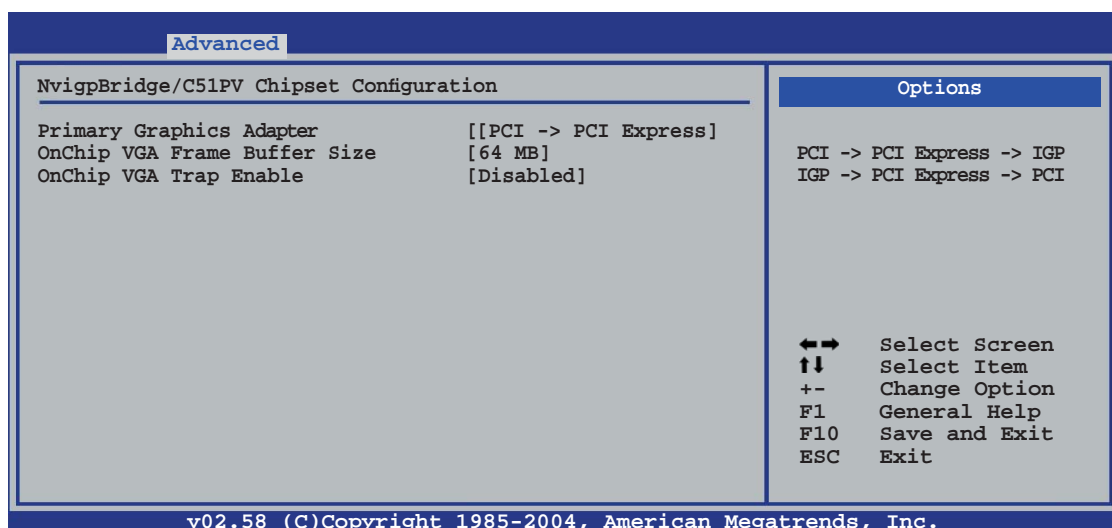 Advanced
NvigpBridge/C51PV Chipset Configuration
Primary Graphics Adapter [[PCI -> PCI Express]
OnChip VGA Frame Buffer Size [64 MB]
OnChip VGA Trap Enable [Disabled]
Options
PCI -> PCI Express -> IGP
IGP -> PCI Express -> PCI
←→ Select Screen
↑↓ Select Item
+- Change Option
F1 General Help
F10 Save and Exit
ESC Exit
v02.58 (C)Copyright 1985-2004, American Megatrends, Inc.